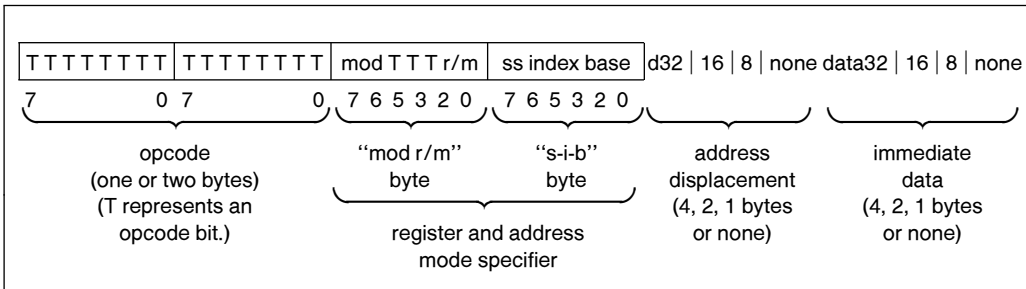 T T T T T T T T T T T T T T T T mod T T T r/m ss index base d32 | 16 | 8 | none data32 | 16 | 8 | none
7 0 7 0 7 6 5 3 2 0 7 6 5 3 2 0
opcode
(one or two bytes)
(T represents an
opcode bit.)
‘‘mod r/m’’
byte
‘‘s-i-b’’
byte
register and address
mode specifier
address
displacement
(4, 2, 1 bytes
or none)
immediate
data
(4, 2, 1 bytes
or none)